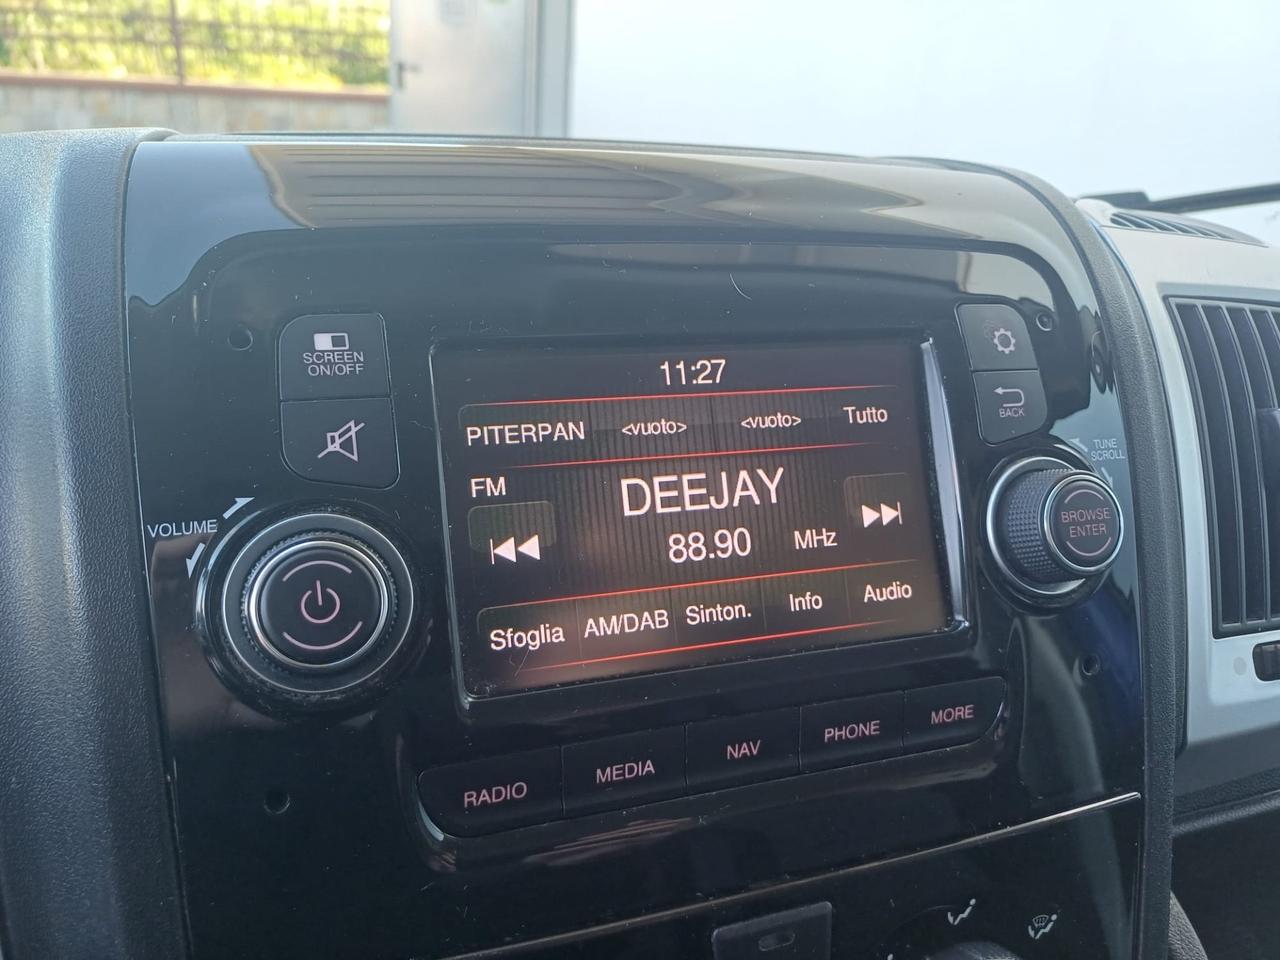 SCREEN
ON/OFF
11:27
BACK
PITERPAN <vuoto> <vuoto> Tutto
TUNE
SCROLL
FM
DEEJAY
88.90 MHz
VOLUME
BROWSE
ENTER
Sfoglia AM/DAB Sinton. Info Audio
RADIO MEDIA NAV PHONE MORE